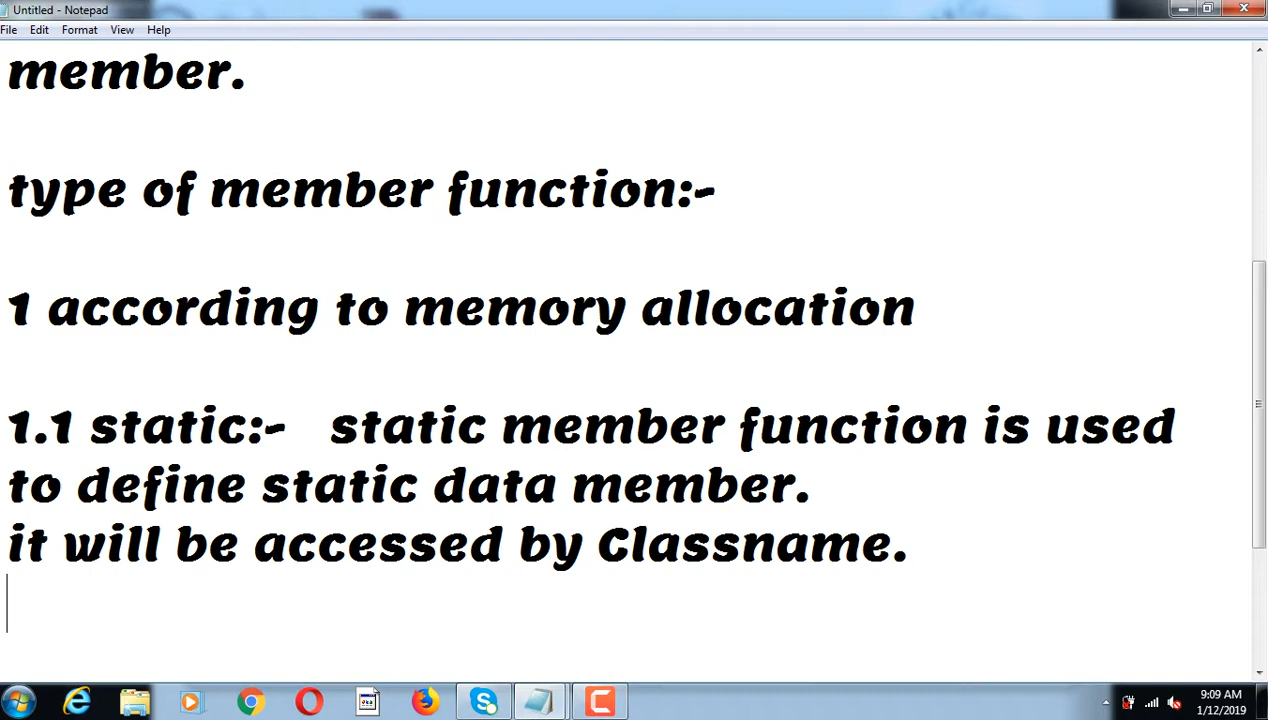 Untitled - Notepad
File Edit Format View Help
member.
type of member function:-
1 according to memory allocation
1.1 static:- static member function is used
to define static data member.
it will be accessed by Classname.
9:09 AM
1/12/2019